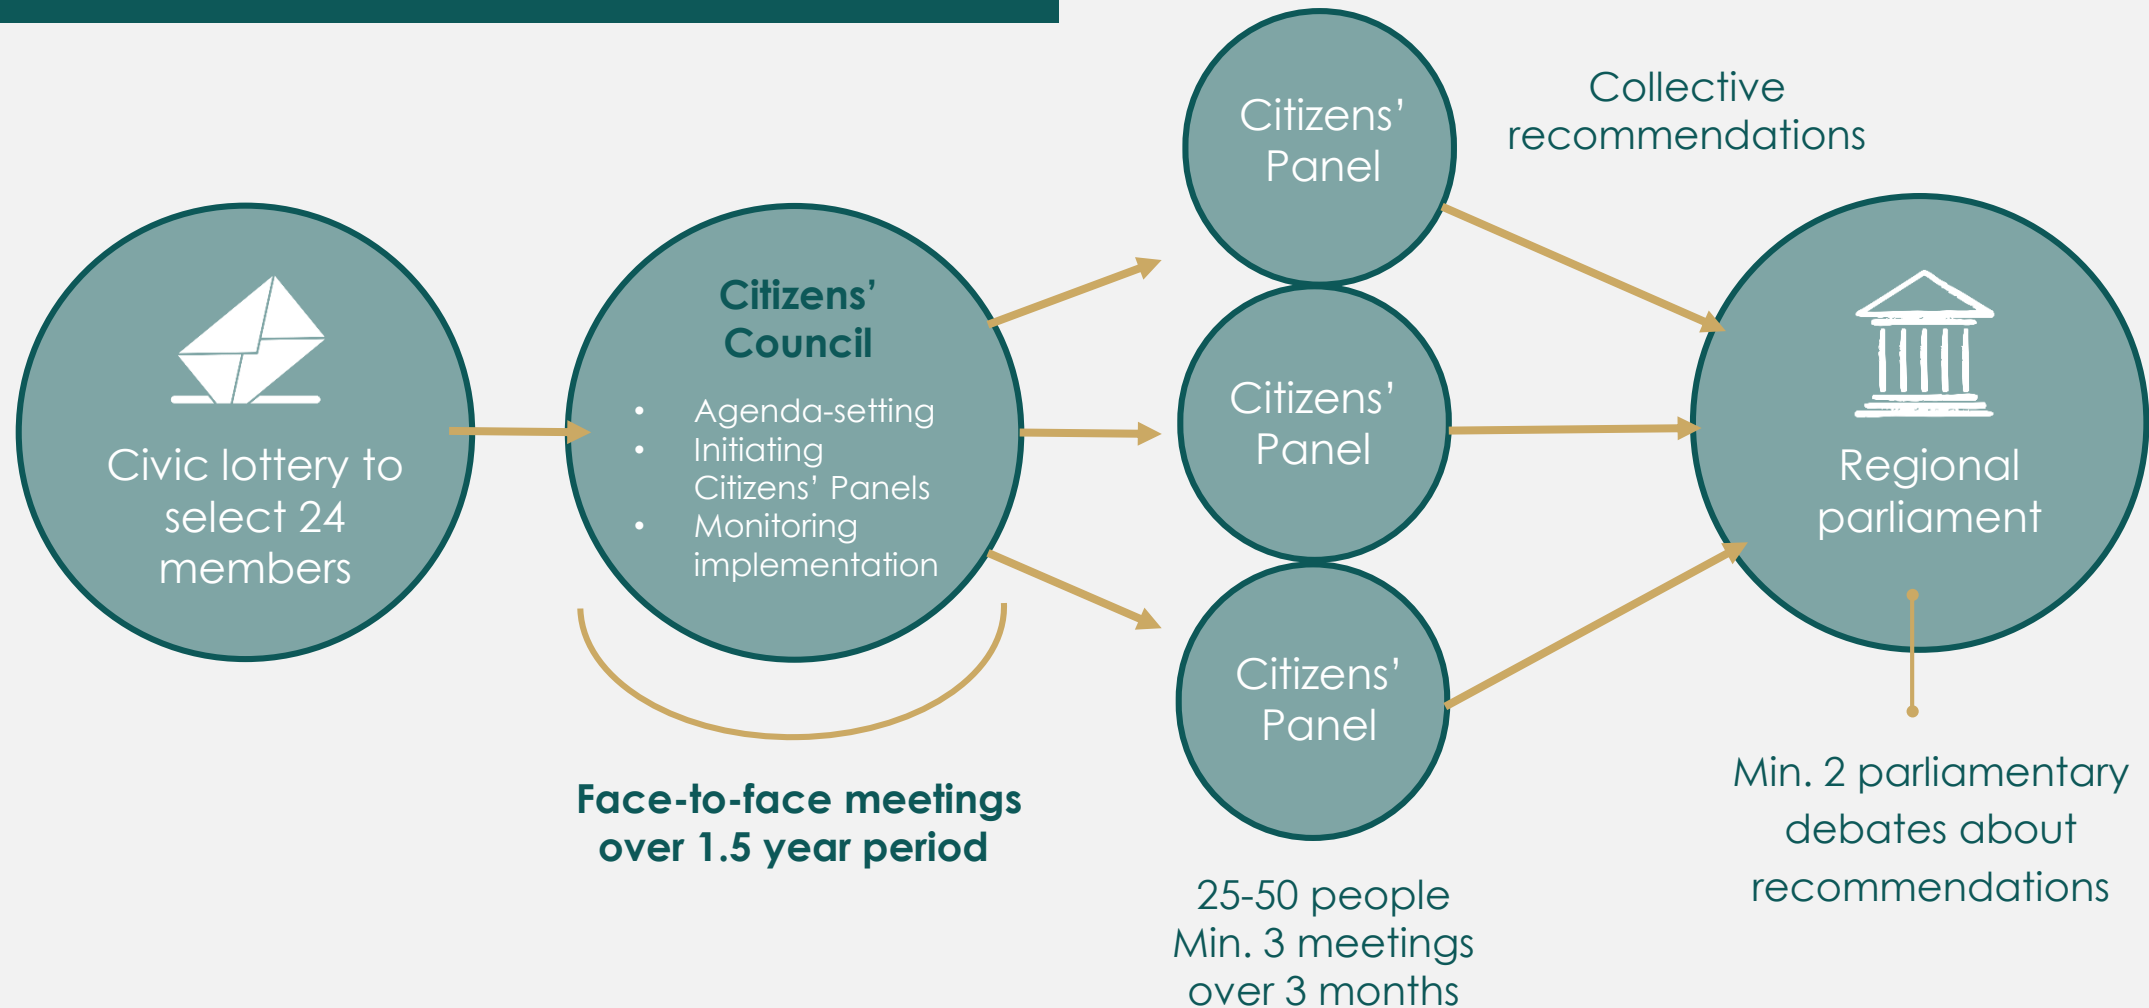 Civic lottery to
select 24
members
Citizens’
Council
• Agenda-setting
• Initiating
Citizens’ Panels
• Monitoring
implementation
Face-to-face meetings
over 1.5 year period
Citizens’
Panel
Citizens’
Panel
Citizens’
Panel
25-50 people
Min. 3 meetings
over 3 months
Collective
recommendations
Regional
parliament
Min. 2 parliamentary
debates about
recommendations